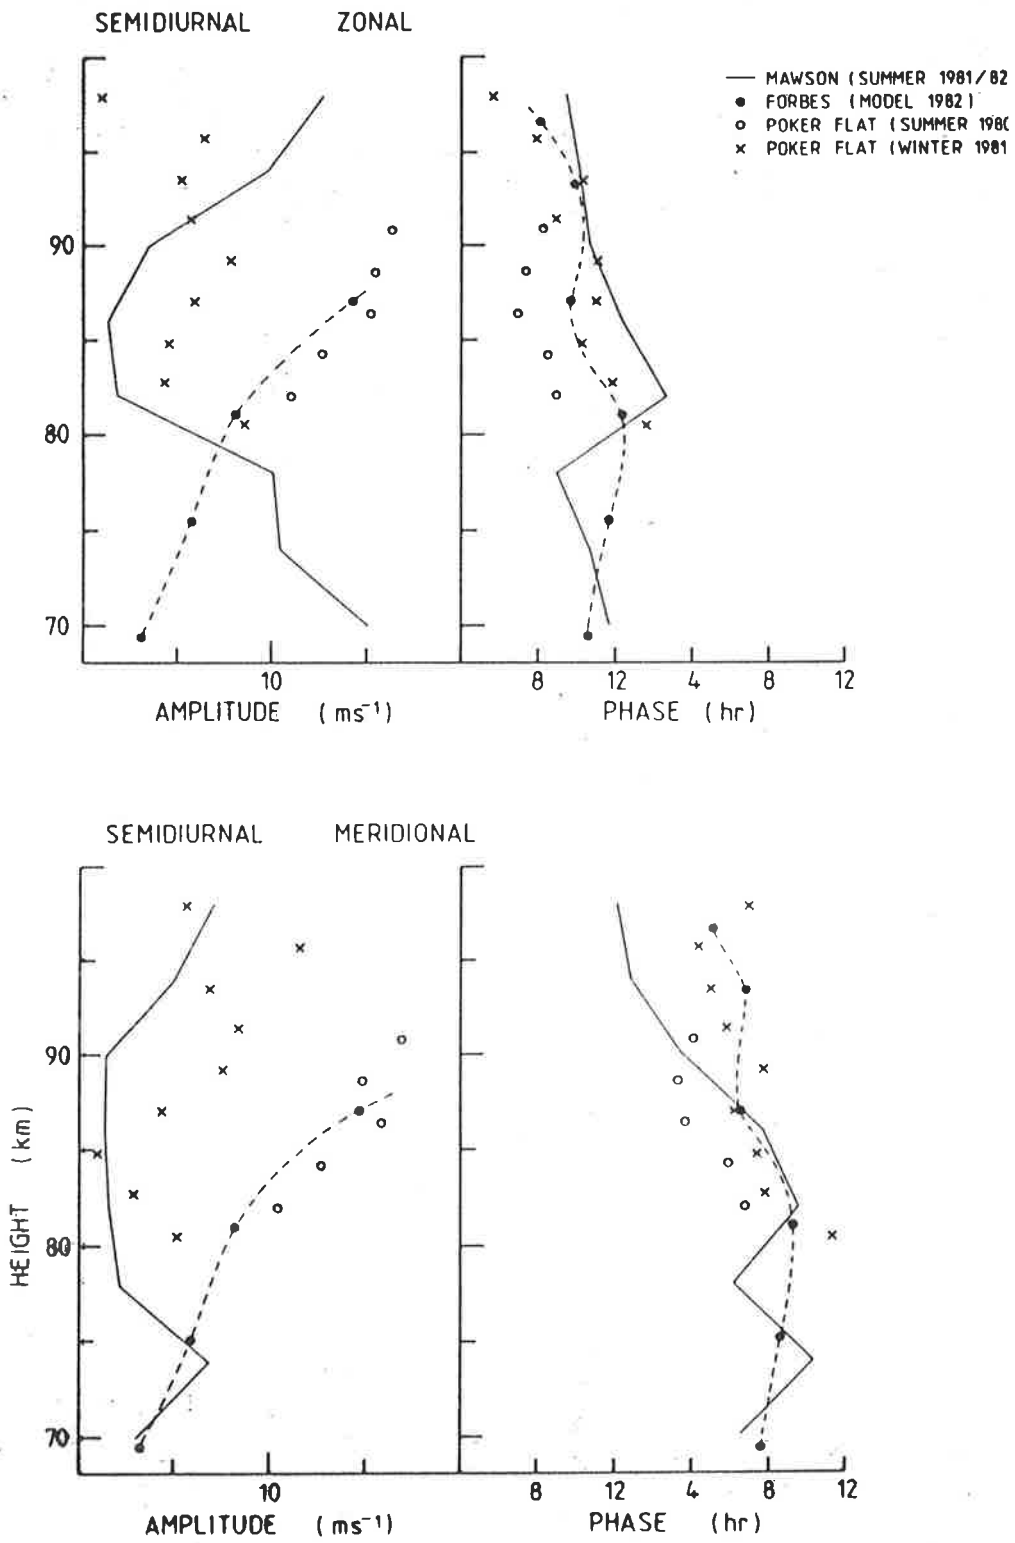 SEMIDIURNAL ZONAL
MAWSON (SUMMER 1981/82
FORBES (MODEL 1982)
POKER FLAT (SUMMER 1980
POKER FLAT (WINTER 1981
90
80
70
10
8 12 4 8 12
AMPLITUDE (ms⁻¹)
PHASE (hr)
SEMIDIURNAL MERIDIONAL
90
80
70
HEIGHT (km)
10
8 12 4 8 12
AMPLITUDE (ms⁻¹)
PHASE (hr)